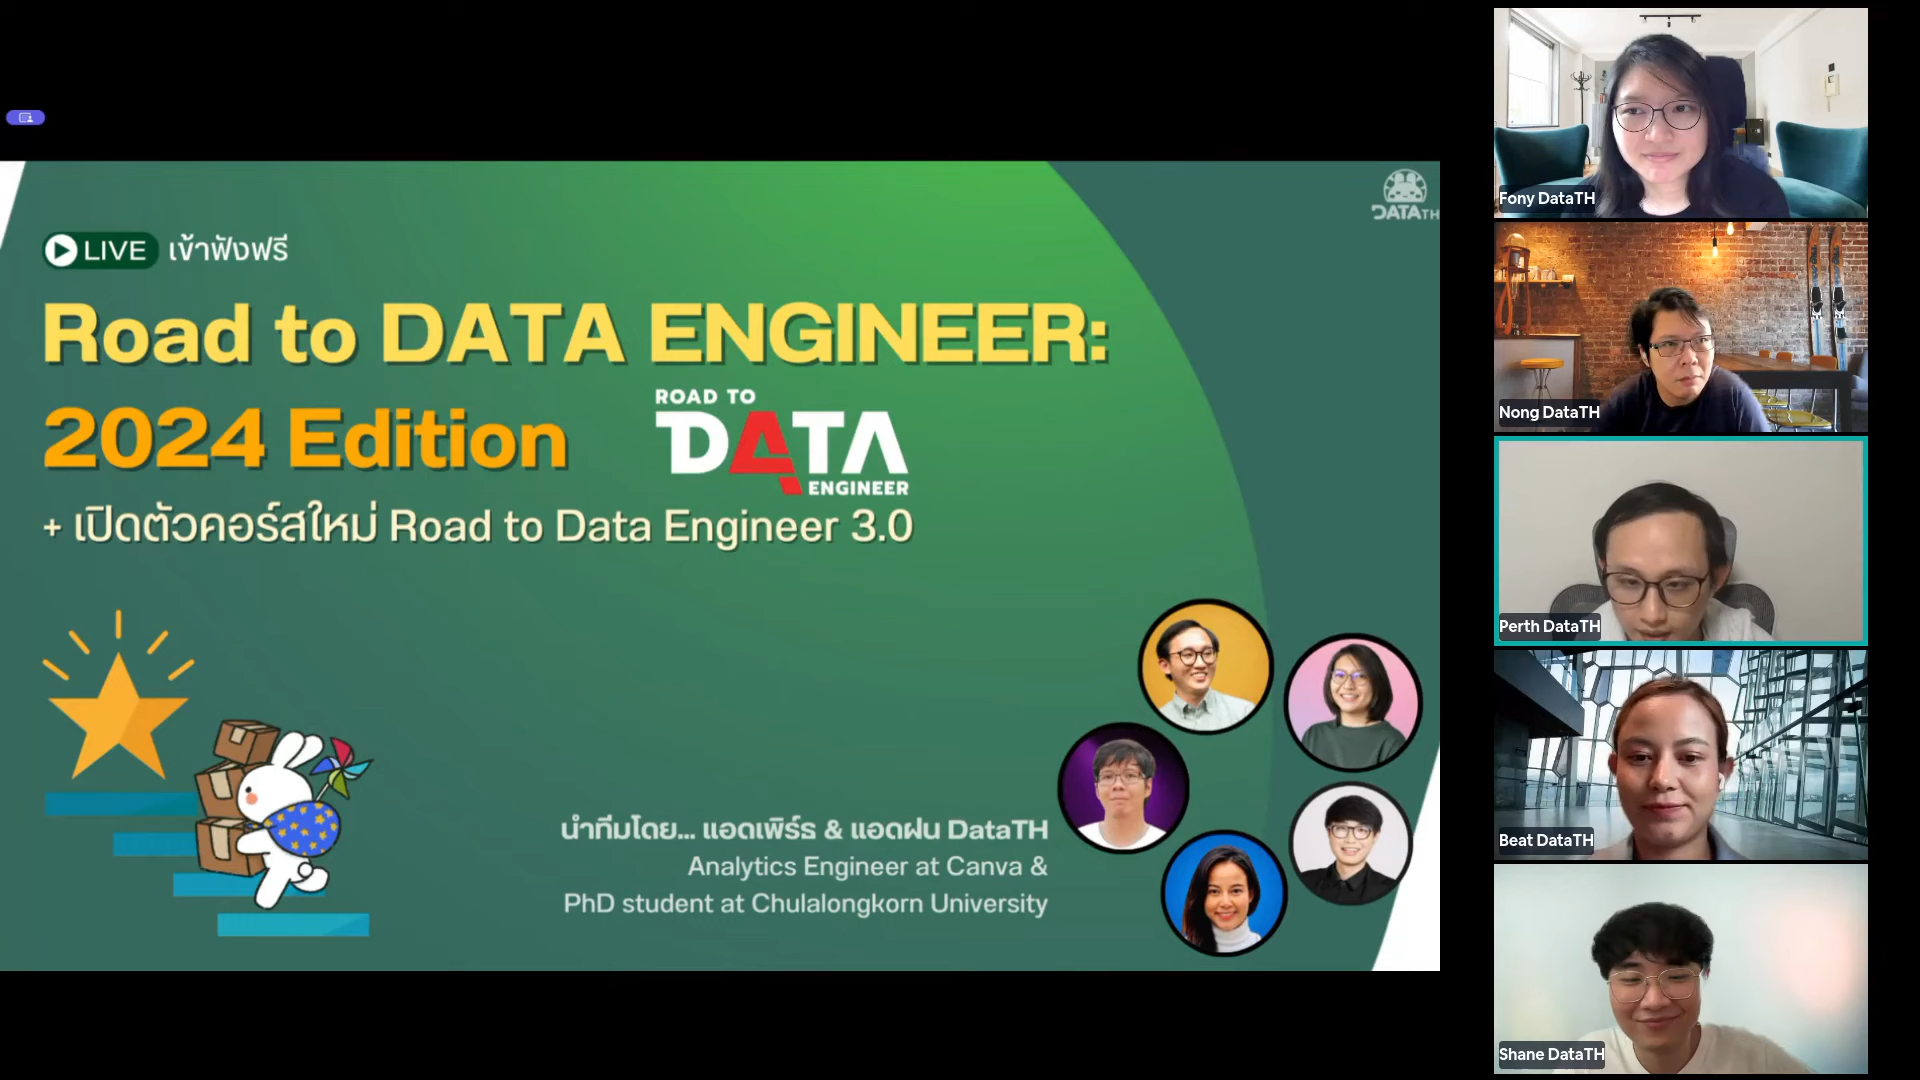 LIVE เข้าฟังฟรี
DATATH
Road to DATA ENGINEER:
2024 Edition
ROAD TO
DATA
ENGINEER
+ เปิดตัวคอร์สใหม่ Road to Data Engineer 3.0
นำทีมโดย... แอดเพิร์ธ & แอดฝน DataTH
Analytics Engineer at Canva &
PhD student at Chulalongkorn University
Fony DataTH
Nong DataTH
Perth DataTH
Beat DataTH
Shane DataTH